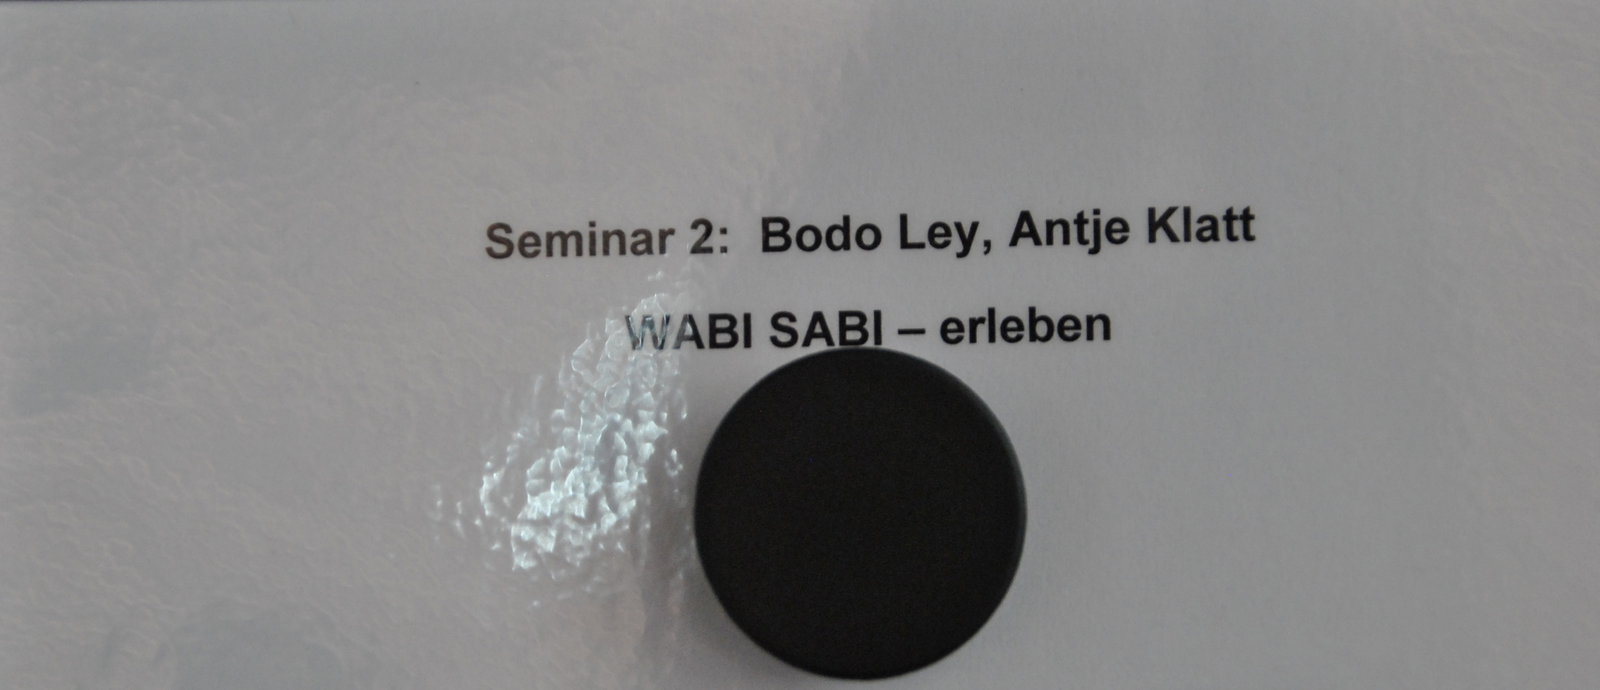 Seminar 2: Bodo Ley, Antje Klatt
WABI SABI – erleben